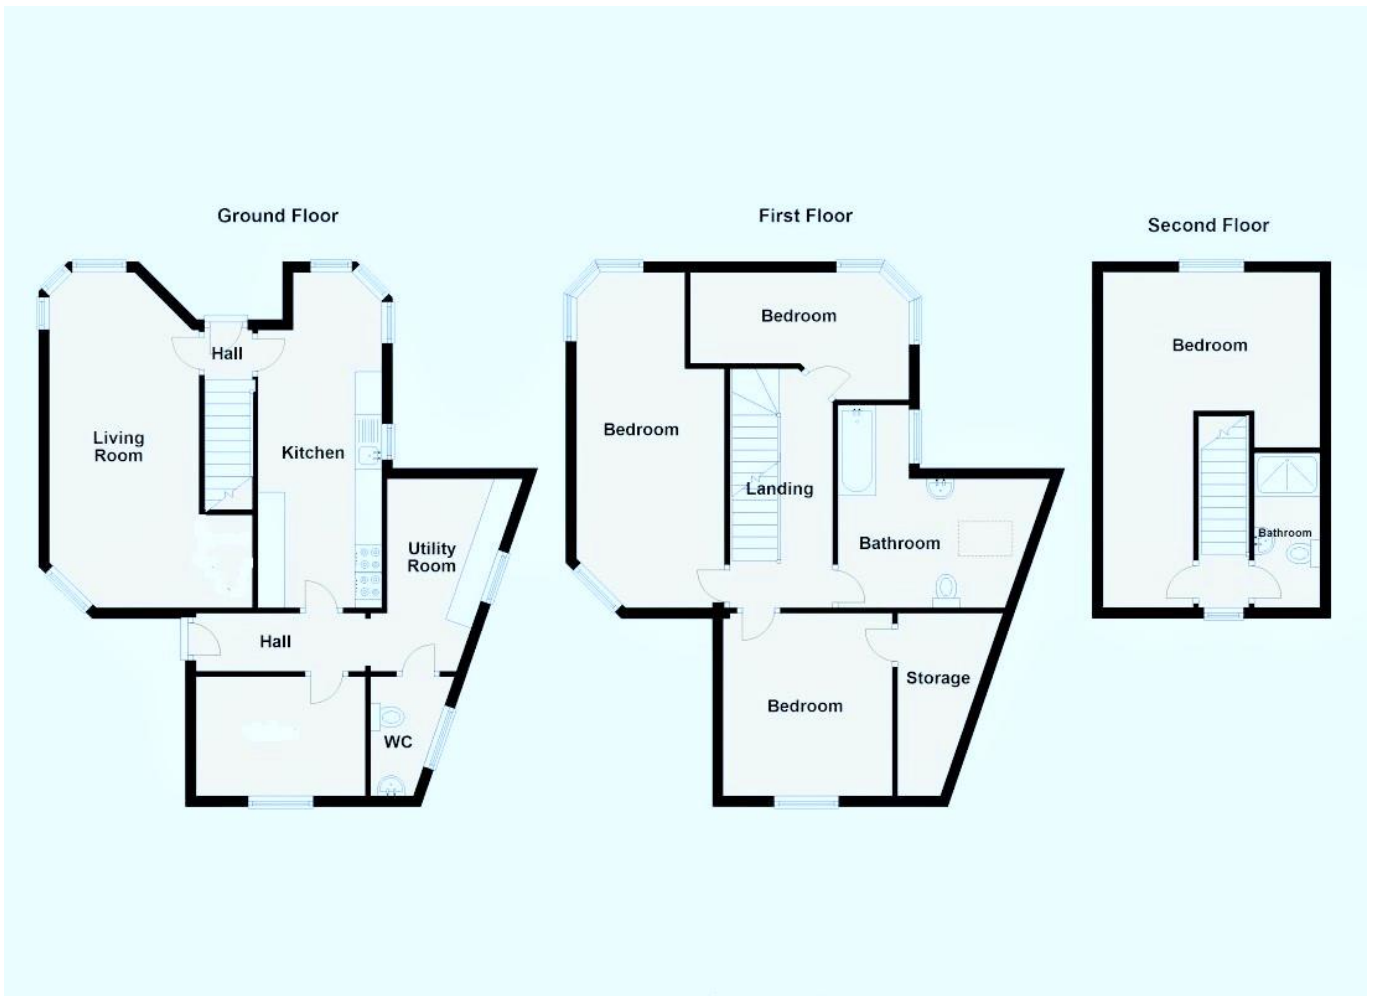 Ground Floor
First Floor
Second Floor
Hall
Living
Room
Kitchen
Utility
Room
Hall
WC
Bedroom
Bedroom
Landing
Bathroom
Bedroom
Storage
Bedroom
Bathroom